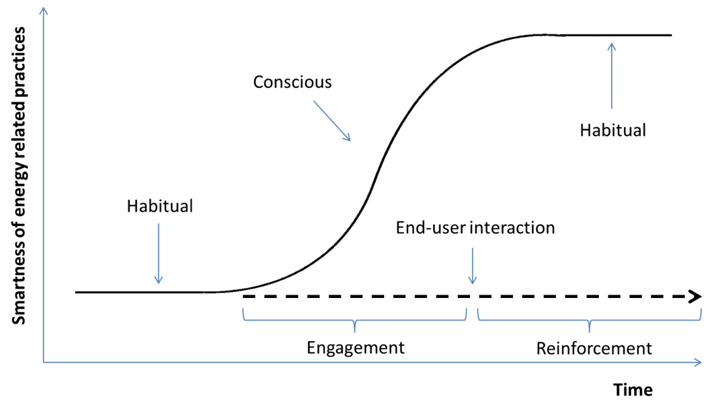 Smartness of energy related practices
Conscious
Habitual
Habitual
End-user interaction
Engagement
Reinforcement
Time